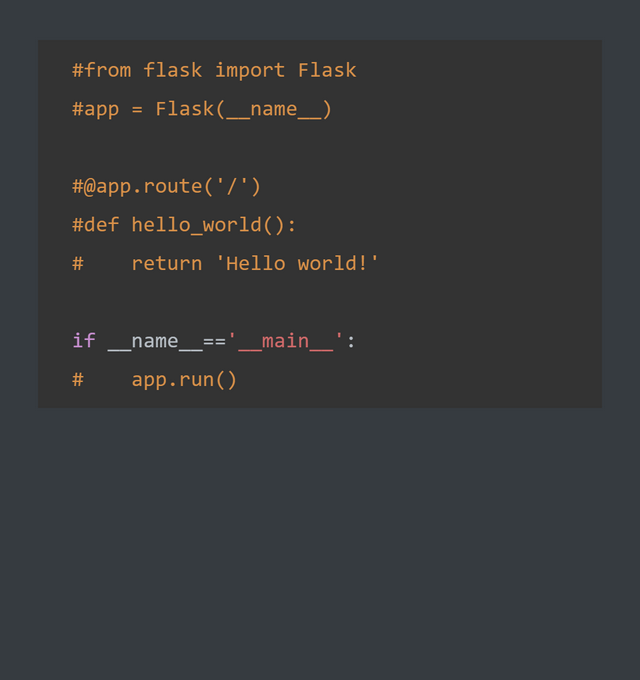 #from flask import Flask
#app = Flask(__name__)
#@app.route('/')
#def hello_world():
#    return 'Hello world!'
if __name__=='__main__':
#    app.run()